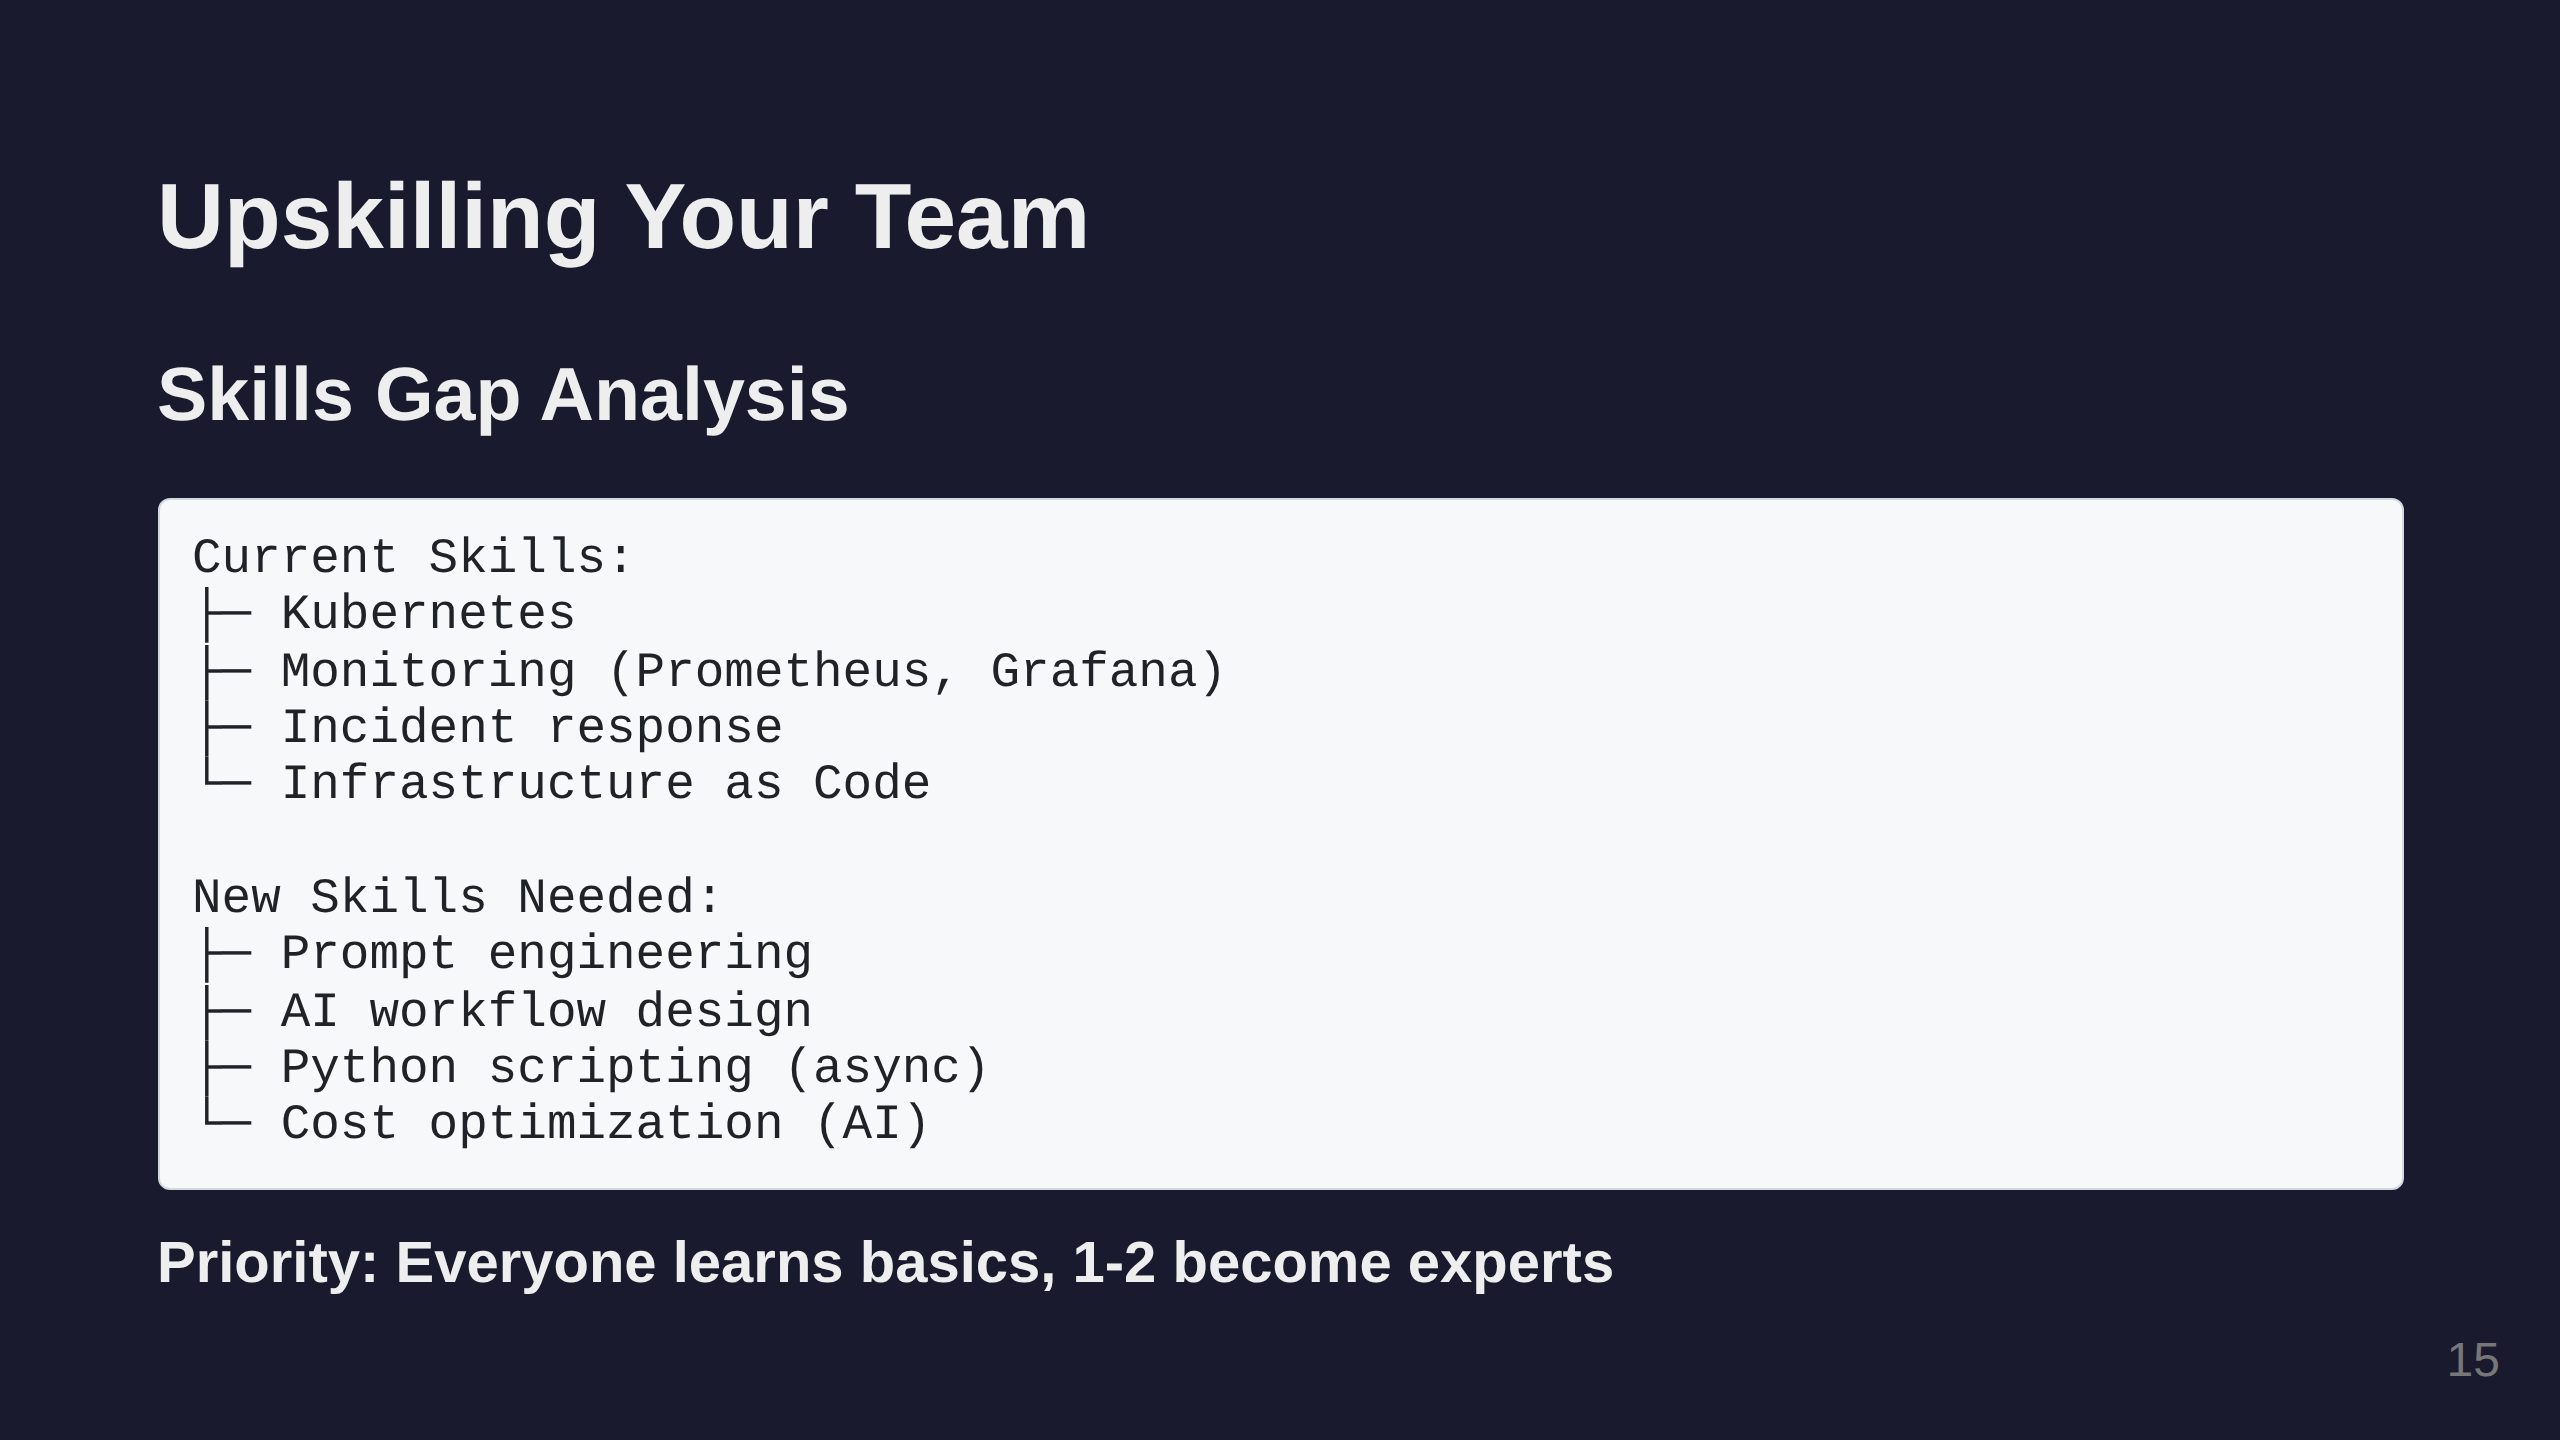 Upskilling Your Team
Skills Gap Analysis
Current Skills:
├─ Kubernetes
├─ Monitoring (Prometheus, Grafana)
├─ Incident response
└─ Infrastructure as Code

New Skills Needed:
├─ Prompt engineering
├─ AI workflow design
├─ Python scripting (async)
└─ Cost optimization (AI)
Priority: Everyone learns basics, 1-2 become experts
15